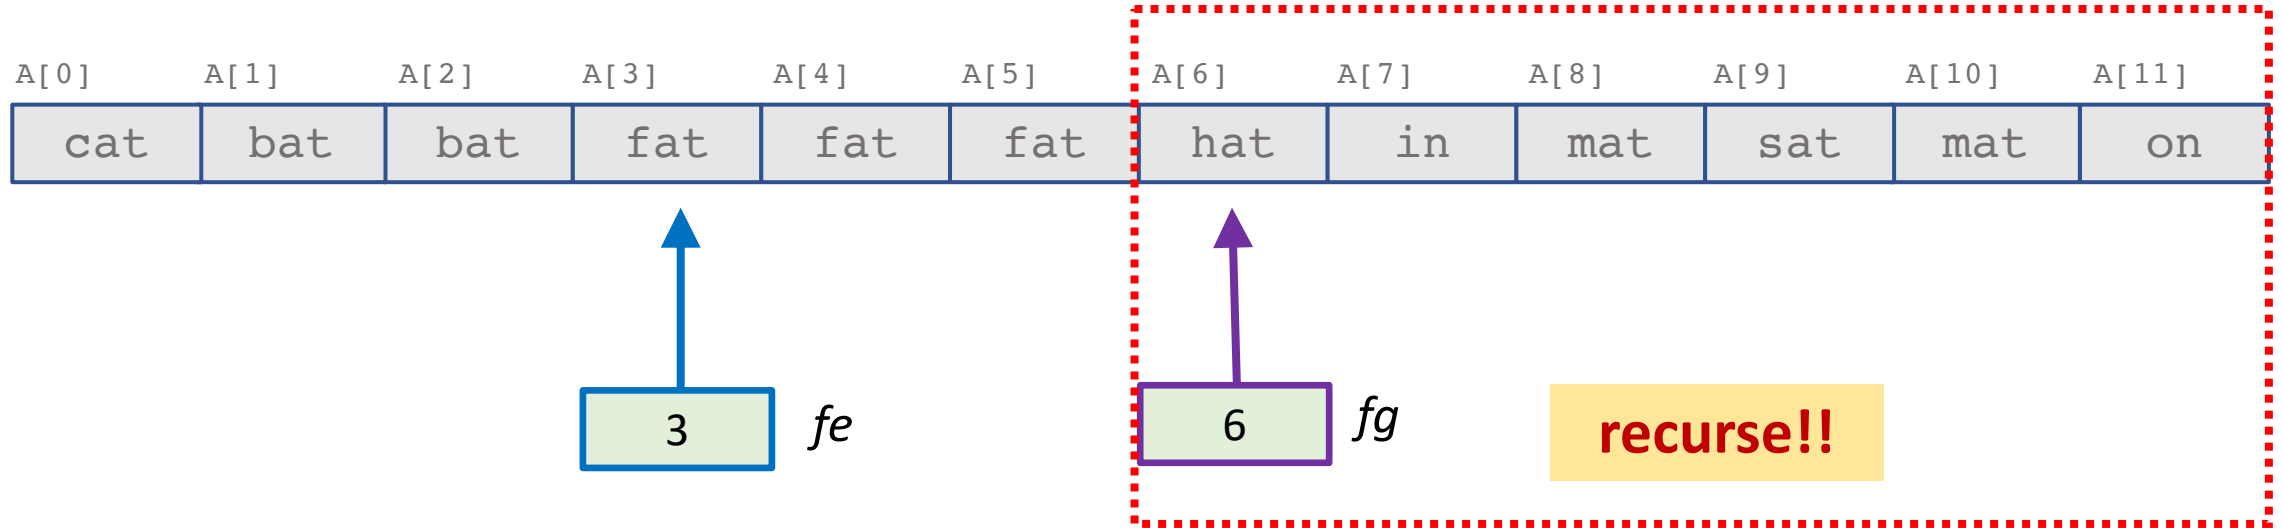 A[0] A[1] A[2] A[3] A[4] A[5] A[6] A[7] A[8] A[9] A[10] A[11]
cat bat bat fat fat fat hat in mat sat mat on
3 fe 6 fg recurse!!